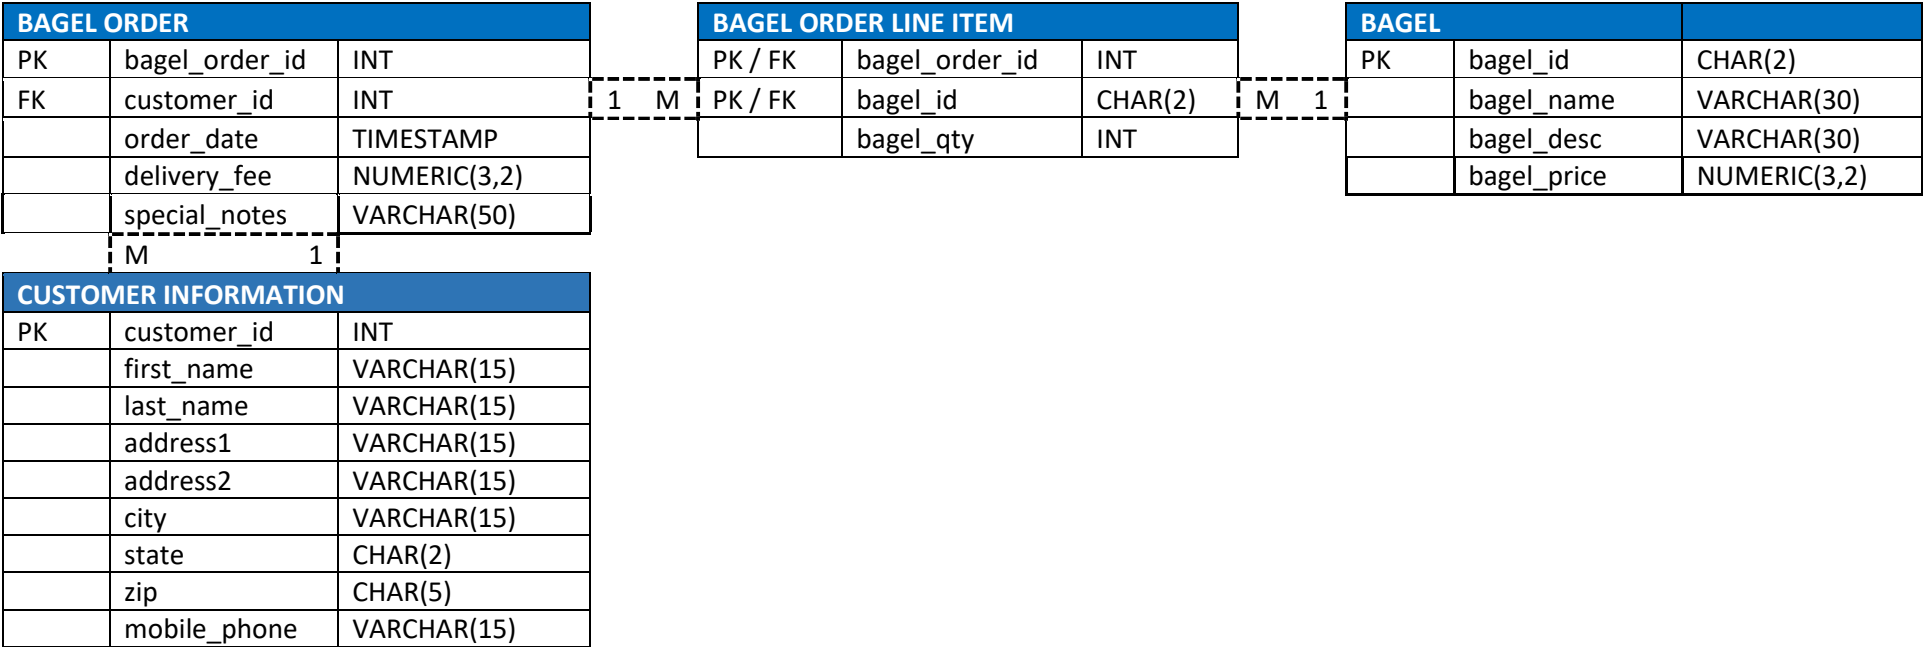 BAGEL ORDER
PK bagel_order_id INT
FK customer_id INT
order_date TIMESTAMP
delivery_fee NUMERIC(3,2)
special_notes VARCHAR(50)
1 M
BAGEL ORDER LINE ITEM
PK / FK bagel_order_id INT
PK / FK bagel_id CHAR(2)
bagel_qty INT
M 1
BAGEL
PK bagel_id CHAR(2)
bagel_name VARCHAR(30)
bagel_desc VARCHAR(30)
bagel_price NUMERIC(3,2)
M 1
CUSTOMER INFORMATION
PK customer_id INT
first_name VARCHAR(15)
last_name VARCHAR(15)
address1 VARCHAR(15)
address2 VARCHAR(15)
city VARCHAR(15)
state CHAR(2)
zip CHAR(5)
mobile_phone VARCHAR(15)